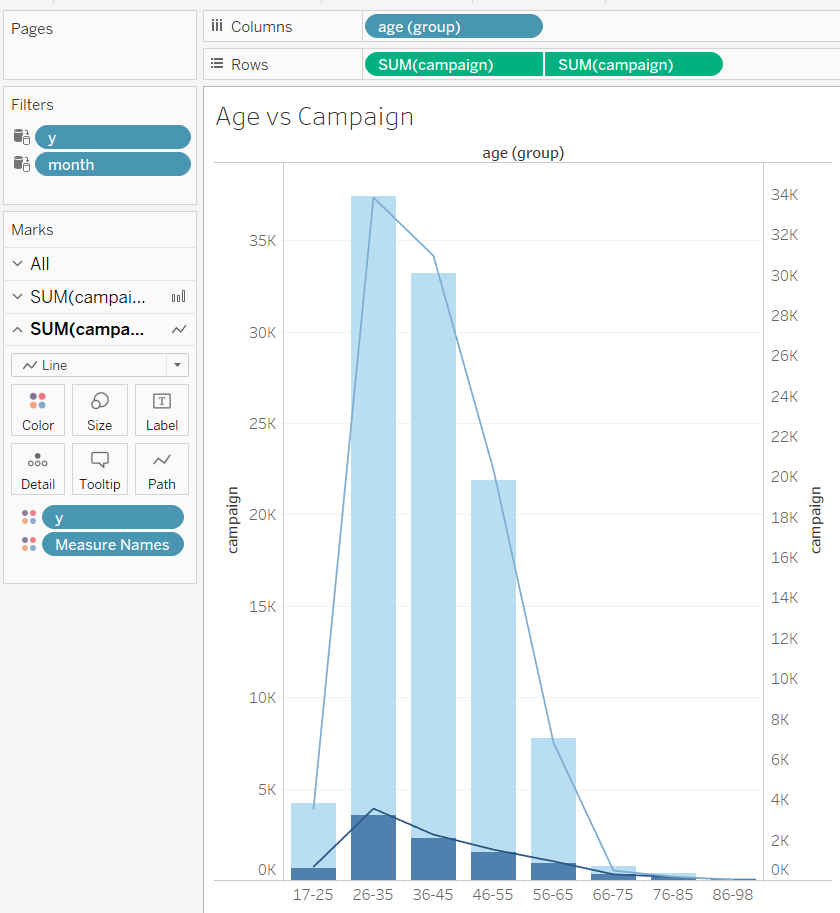 Pages
Columns
age (group)
Rows
SUM(campaign)
SUM(campaign)
Filters
y
month
Marks
All
SUM(campai...
SUM(campa...
Line
Color
Size
Label
Detail
Tooltip
Path
y
Measure Names
Age vs Campaign
age (group)
35K
30K
25K
20K
15K
10K
5K
0K
campaign
34K
32K
30K
28K
26K
24K
22K
20K
18K
16K
14K
12K
10K
8K
6K
4K
2K
0K
campaign
17-25 26-35 36-45 46-55 56-65 66-75 76-85 86-98